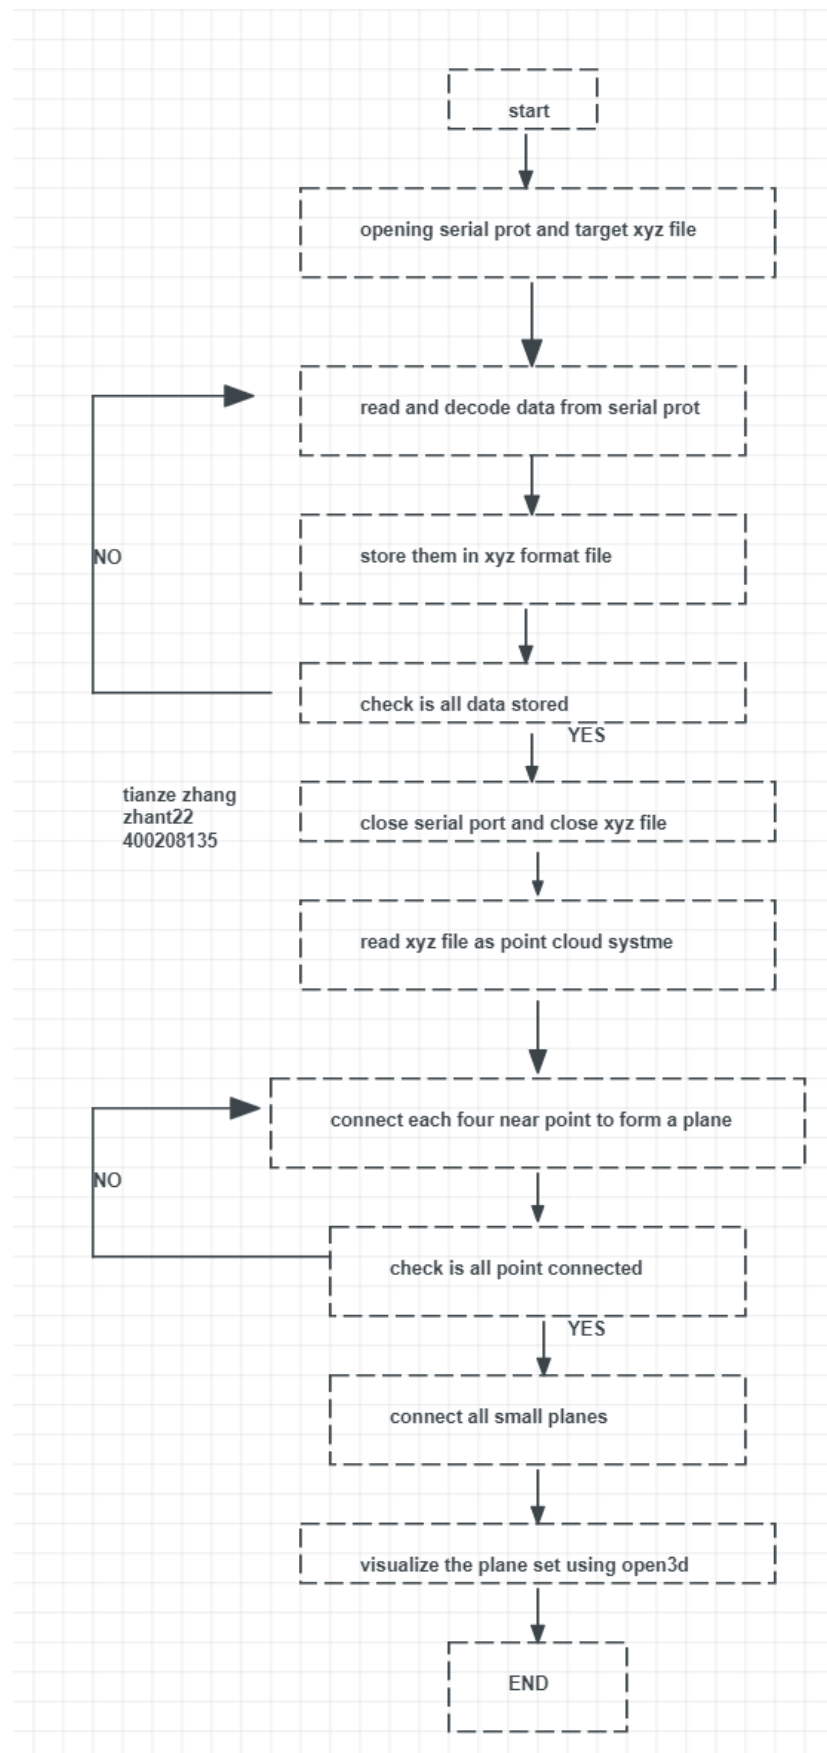 start
opening serial prot and target xyz file
read and decode data from serial prot
NO
store them in xyz format file
check is all data stored
YES
tianze zhang
zhant22
400208135
close serial port and close xyz file
read xyz file as point cloud systme
connect each four near point to form a plane
NO
check is all point connected
YES
connect all small planes
visualize the plane set using open3d
END